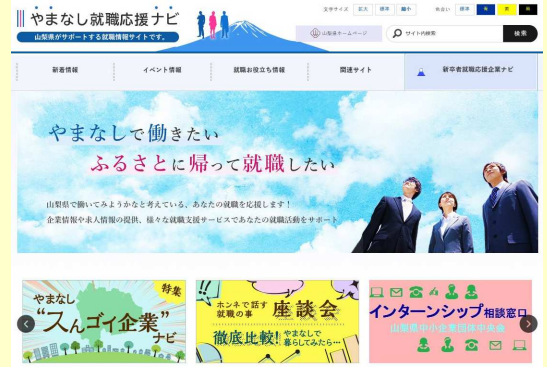 やまなし就職応援ナビ
山梨県がサポートする就職情報サイトです。
文字サイズ 拡大 標準 縮小 色合い 標準 青 黄 黒
山梨県ホームページ サイト内検索 検索
新着情報 イベント情報 就職お役立ち情報 関連サイト 新卒者就職応援企業ナビ
やまなしで働きたい
ふるさとに帰って就職したい
山梨県で働いてみようかなと考えている、あなたの就職を応援します！
企業情報や求人情報の提供、様々な就職支援サービスであなたの就職活動をサポート
特集
やまなし
“スんゴイ企業”
ナビ
ホンネで話す
就職の事
座談会
徹底比較! やまなしで
暮らしてみたら…
インターンシップ相談窓口
山梨県中小企業団体中央会